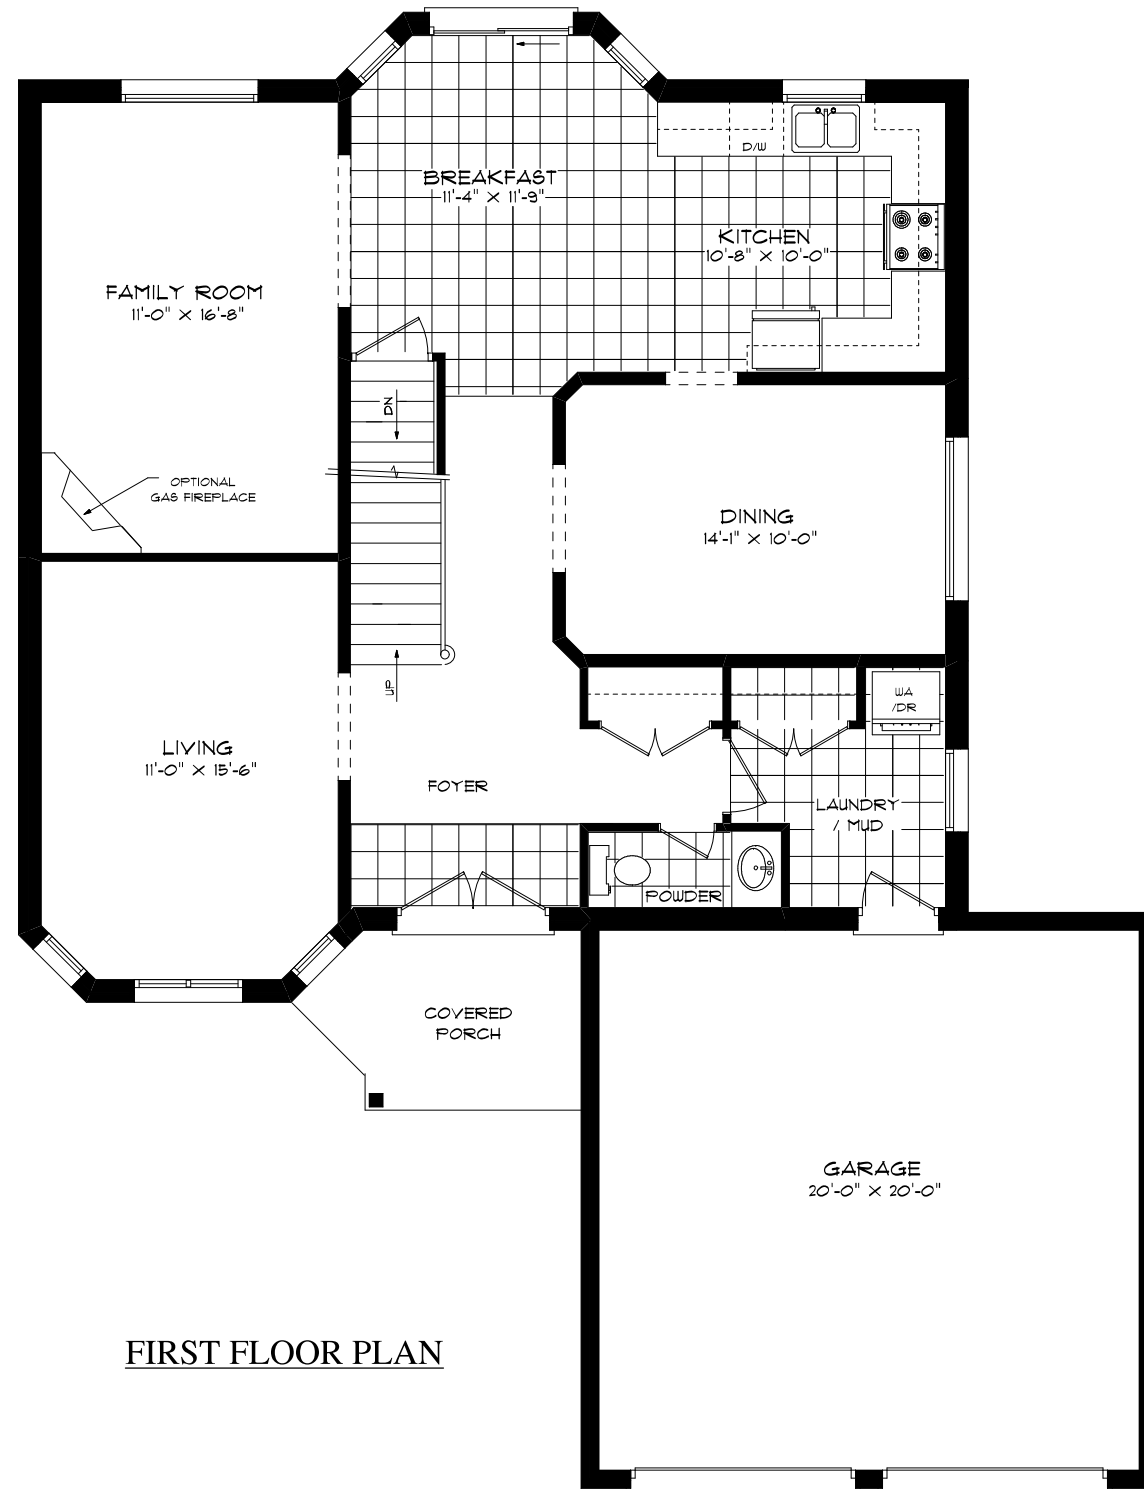 D/W
BREAKFAST
11'-4" X 11'-9"
KITCHEN
10'-8" X 10'-0"
FAMILY ROOM
11'-0" X 16'-8"
DN
OPTIONAL
GAS FIREPLACE
DINING
14'-1" X 10'-0"
UP
WA
/DR
LIVING
11'-0" X 15'-6"
FOYER
LAUNDRY
/ MUD
POWDER
COVERED
PORCH
GARAGE
20'-0" X 20'-0"
FIRST FLOOR PLAN